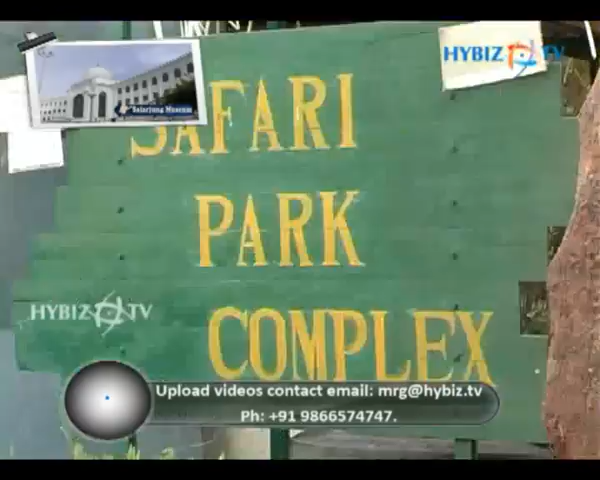 HYBIZ TV
Salarjung Museum
SAFARI
PARK
COMPLEX
HYBIZ TV
Upload videos contact email: mrg@hybiz.tv
Ph: +91 9866574747.